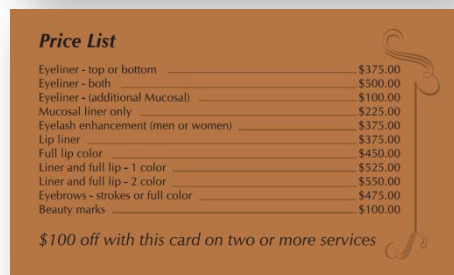 Price List
Eyeliner - top or bottom $375.00
Eyeliner - both $500.00
Eyeliner - (additional Mucosal) $100.00
Mucosal liner only $225.00
Eyelash enhancement (men or women) $375.00
Lip liner $375.00
Full lip color $450.00
Liner and full lip - 1 color $525.00
Liner and full lip - 2 color $550.00
Eyebrows - strokes or full color $475.00
Beauty marks $100.00
$100 off with this card on two or more services